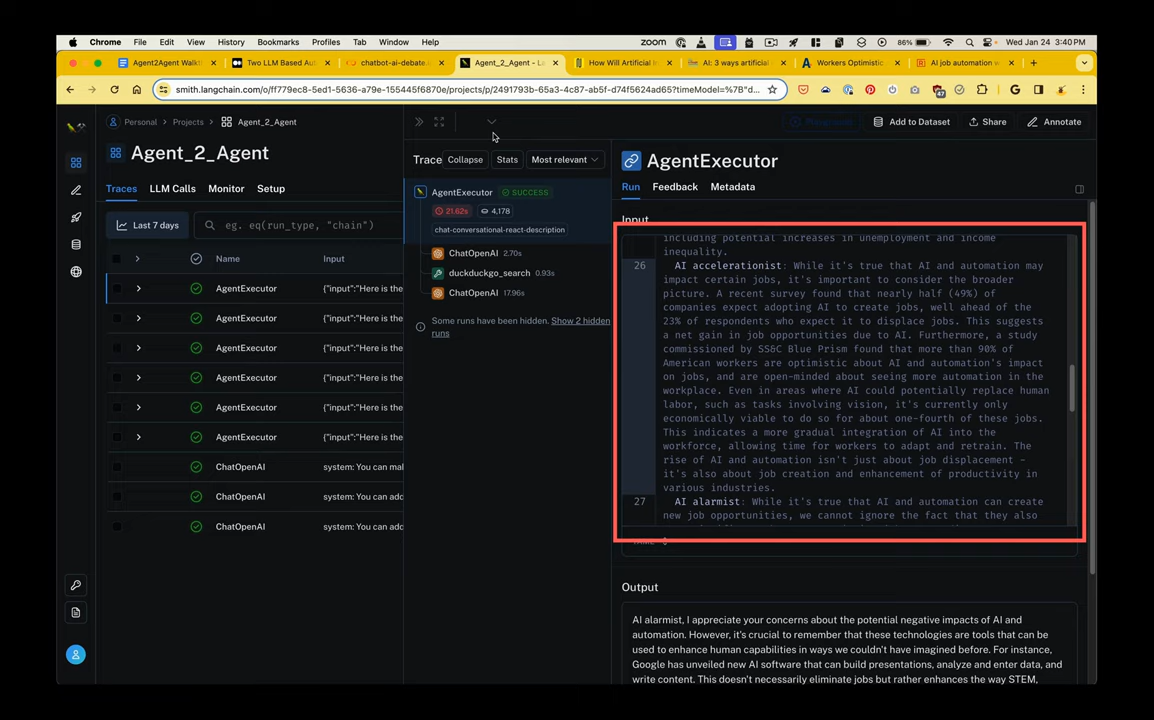 Chrome File Edit View History Bookmarks Profiles Tab Window Help zoom 86% Wed Jan 24 3:40 PM
Agent2Agent Walkt Two LLM Based Aut chatbot-ai-debate. Agent_2_Agent - La How Will Artificial In AI: 3 ways artificial Workers Optimistic AI job automation w
smith.langchain.com/o/ff779ec8-5ed1-5636-a79e-155445f6870e/projects/p/2491793b-65a3-4c87-ab5f-d74f5624ad65?timeModel=%7B"d...
Personal / Projects / Agent_2_Agent
Add to Dataset Share Annotate
Agent_2_Agent
Traces LLM Calls Monitor Setup
Last 7 days eg. eq(run_type, "chain")
Name Input
AgentExecutor {"input":"Here is the
AgentExecutor {"input":"Here is the
AgentExecutor {"input":"Here is the
AgentExecutor {"input":"Here is the
AgentExecutor {"input":"Here is the
AgentExecutor {"input":"Here is the
ChatOpenAI system: You can mal
ChatOpenAI system: You can add
ChatOpenAI system: You can add
Trace Collapse Stats Most relevant
AgentExecutor SUCCESS
21.62s 4,178
chat-conversational-react-description
ChatOpenAI 2.70s
duckduckgo_search 0.93s
ChatOpenAI 17.96s
Some runs have been hidden. Show 2 hidden
runs
AgentExecutor
Run Feedback Metadata
Input
including potential increases in unemployment and income
inequality.
26 AI accelerationist: While it's true that AI and automation may
impact certain jobs, it's important to consider the broader
picture. A recent survey found that nearly half (49%) of
companies expect adopting AI to create jobs, well ahead of the
23% of respondents who expect it to displace jobs. This suggests
a net gain in job opportunities due to AI. Furthermore, a study
commissioned by SS&C Blue Prism found that more than 90% of
American workers are optimistic about AI and automation's impact
on jobs, and are open-minded about seeing more automation in the
workplace. Even in areas where AI could potentially replace human
labor, such as tasks involving vision, it's currently only
economically viable to do so for about one-fourth of these jobs.
This indicates a more gradual integration of AI into the
workforce, allowing time for workers to adapt and retrain. The
rise of AI and automation isn't just about job displacement –
it's also about job creation and enhancement of productivity in
various industries.
27 AI alarmist: While it's true that AI and automation can create
new job opportunities, we cannot ignore the fact that they also
YAML
Output
AI alarmist, I appreciate your concerns about the potential negative impacts of AI and
automation. However, it's crucial to remember that these technologies are tools that can be
used to enhance human capabilities in ways we couldn't have imagined before. For instance,
Google has unveiled new AI software that can build presentations, analyze and enter data, and
write content. This doesn't necessarily eliminate jobs but rather enhances the way STEM,